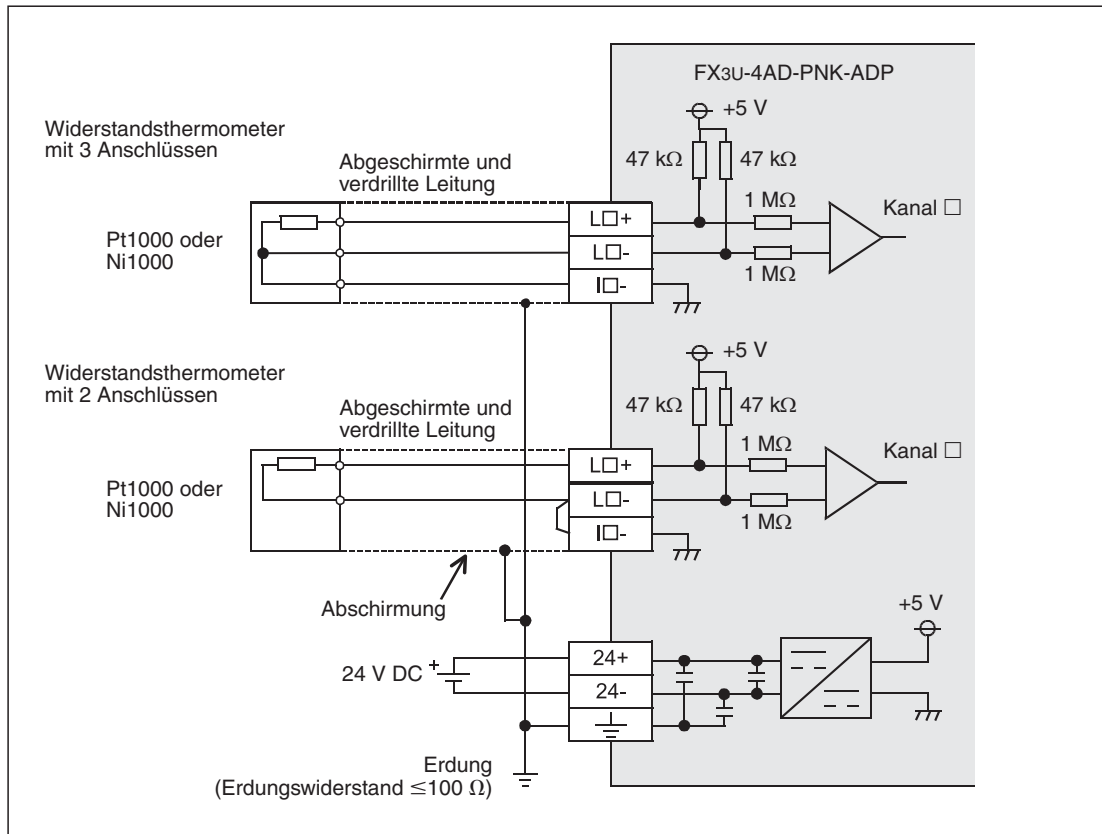 FX3U-4AD-PNK-ADP
+5 V
Widerstandsthermometer
mit 3 Anschlüssen
47 kΩ
47 kΩ
Abgeschirmte und
verdrillte Leitung
1 MΩ
Kanal □
L□+
Pt1000 oder
Ni1000
L□-
1 MΩ
I□-
+5 V
Widerstandsthermometer
mit 2 Anschlüssen
47 kΩ
47 kΩ
Abgeschirmte und
verdrillte Leitung
1 MΩ
Kanal □
L□+
Pt1000 oder
Ni1000
L□-
1 MΩ
I□-
Abschirmung
+5 V
24 V DC
+
24+
24-
Erdung
(Erdungswiderstand ≤100 Ω)